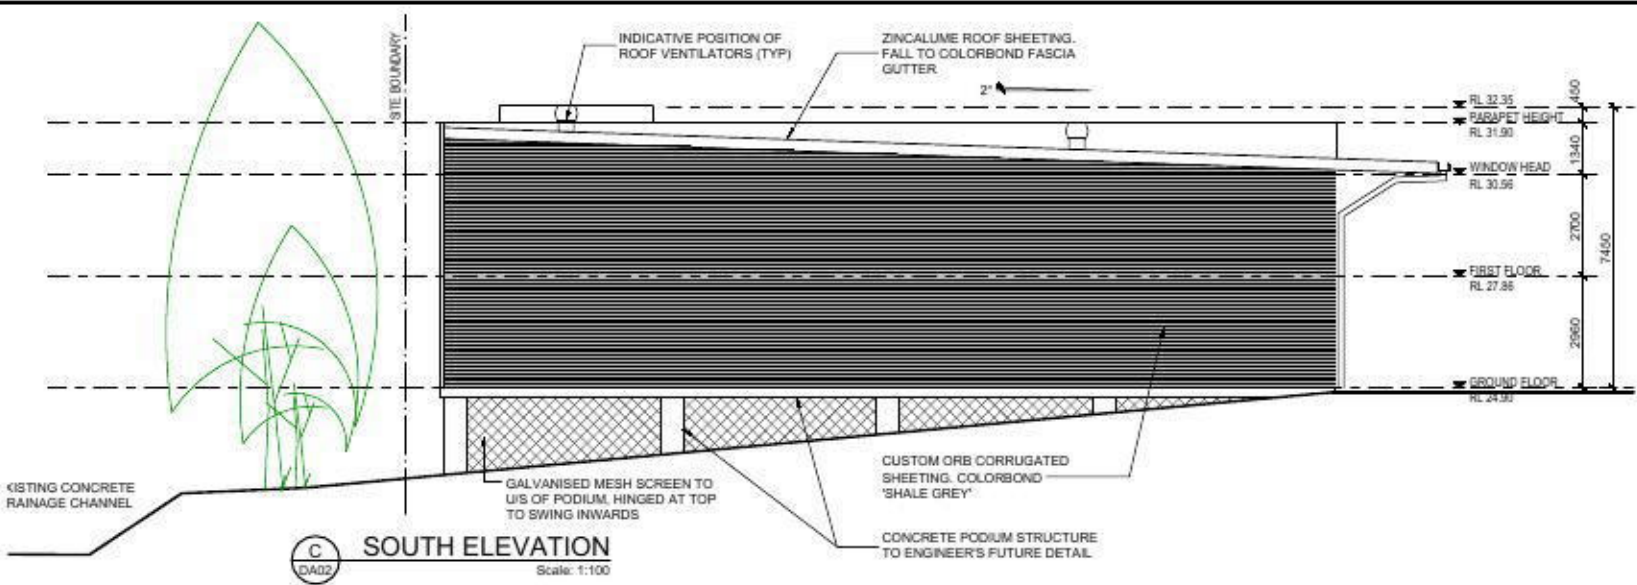 INDICATIVE POSITION OF
ROOF VENTILATORS (TYP)
ZINCALUME ROOF SHEETING.
FALL TO COLORBOND FASCIA
GUTTER
SITE BOUNDARY
2°
RL 32.35
PARAPET HEIGHT
RL 31.90
WINDOW HEAD
RL 30.56
FIRST FLOOR
RL 27.86
GROUND FLOOR
RL 24.90
450
1340
2700
2960
7450
XISTING CONCRETE
RAINAGE CHANNEL
GALVANISED MESH SCREEN TO
U/S OF PODIUM, HINGED AT TOP
TO SWING INWARDS
CUSTOM ORB CORRUGATED
SHEETING. COLORBOND
'SHALE GREY'
CONCRETE PODIUM STRUCTURE
TO ENGINEER'S FUTURE DETAIL
C
DA02
SOUTH ELEVATION
Scale: 1:100